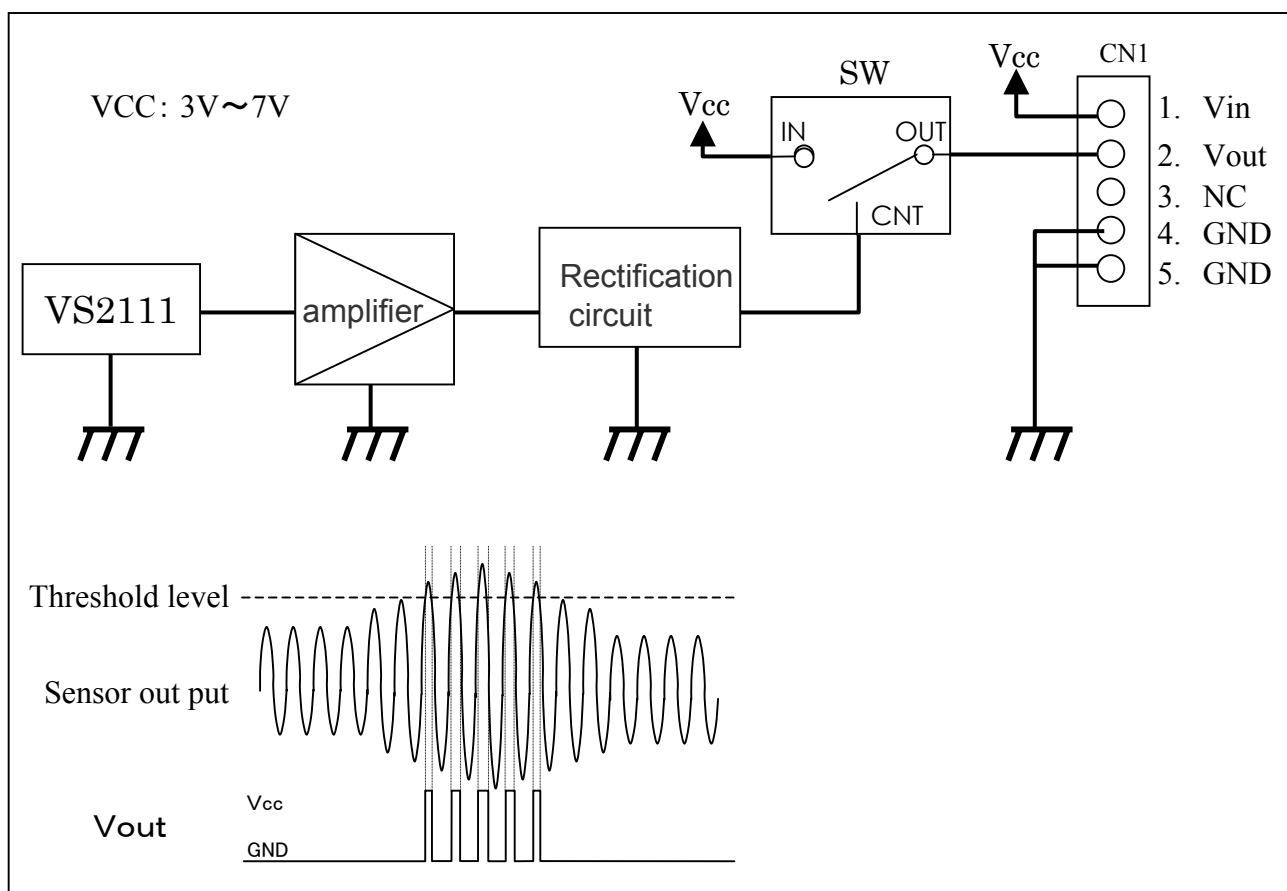 VCC: 3V～7V
Vcc
SW
IN
OUT
CNT
Vcc
CN1
1. Vin
2. Vout
3. NC
4. GND
5. GND
VS2111
amplifier
Rectification
circuit
Threshold level
Sensor out put
Vout
Vcc
GND